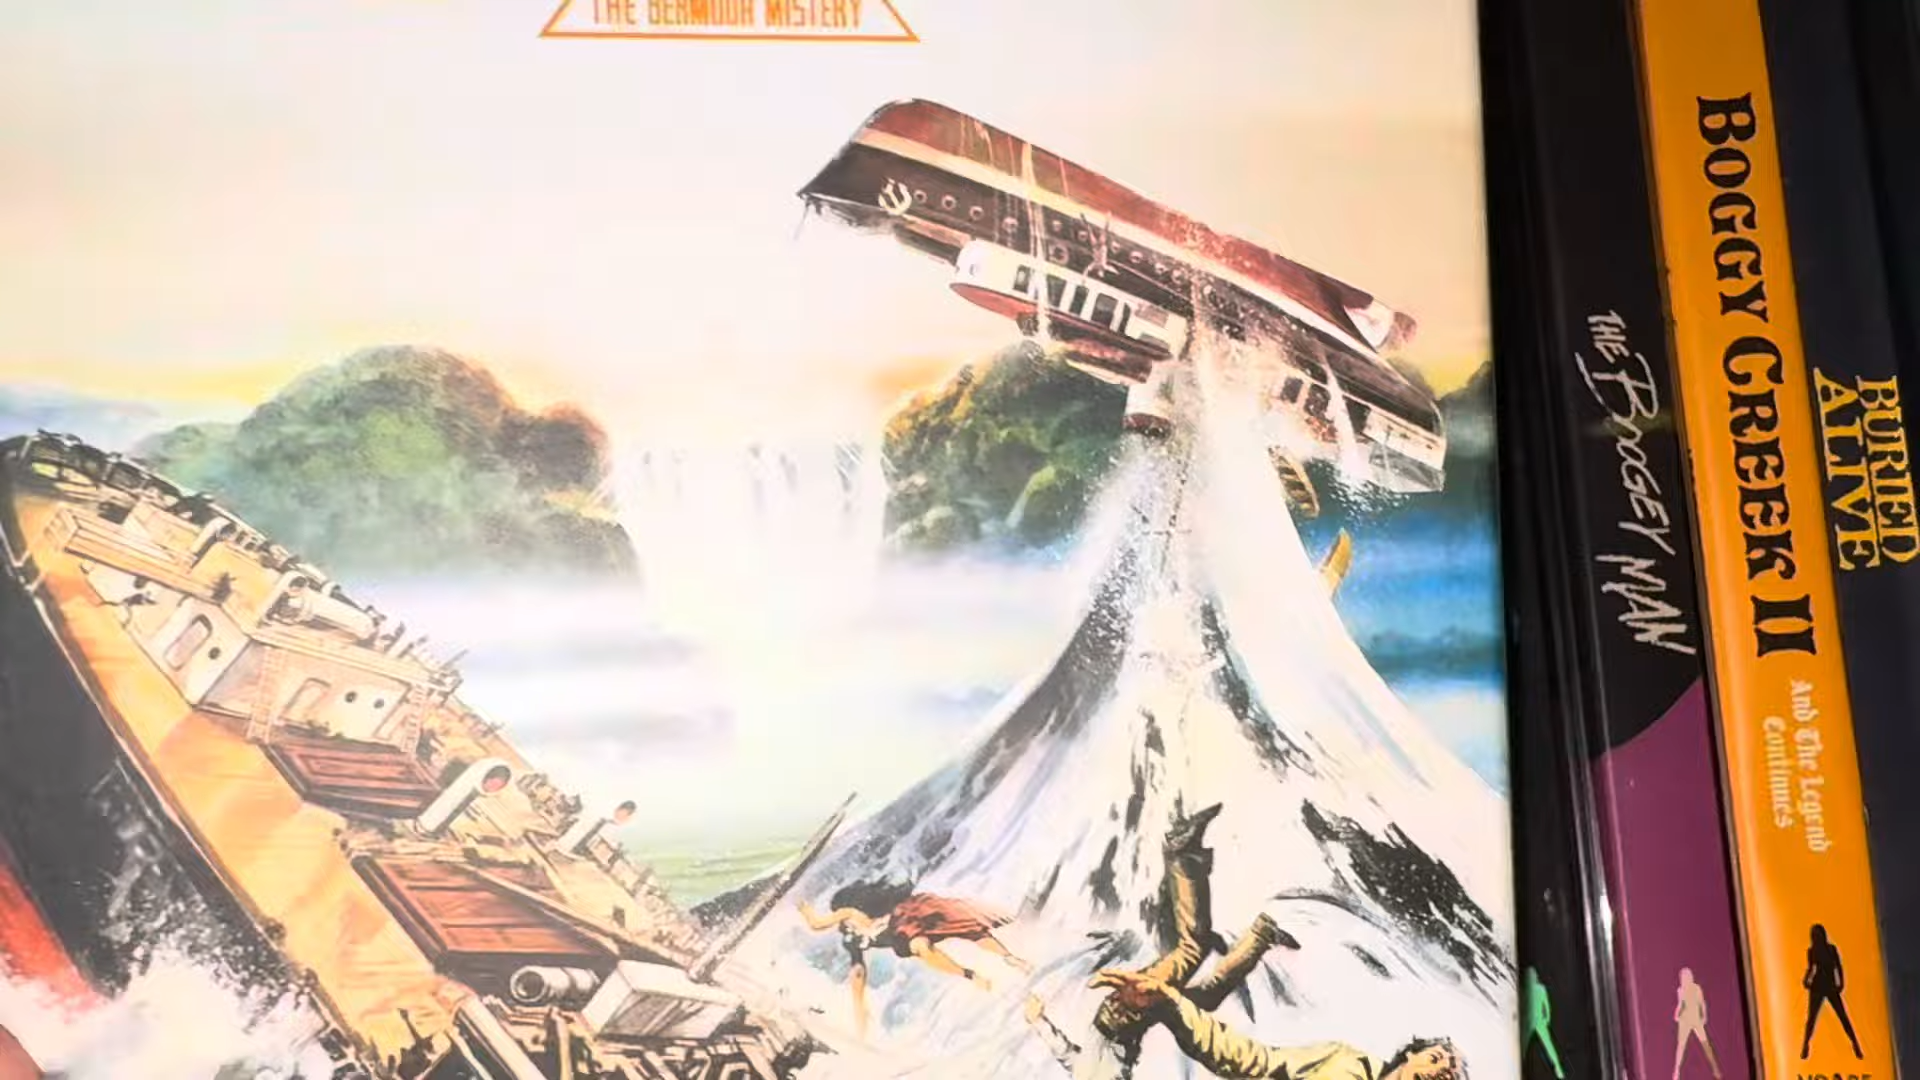 THE BERMUDA MISTERY
THE BOOGEY MAN
BOGGY CREEK II
And The Legend
Continues
BURIED
ALIVE